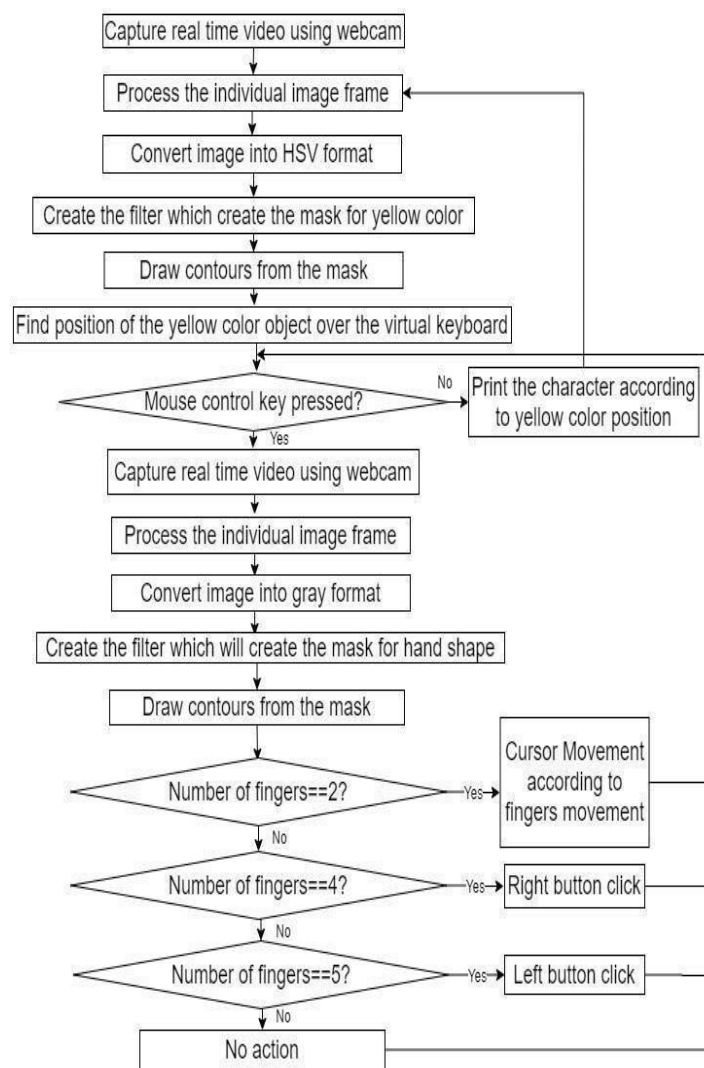 Capture real time video using webcam
Process the individual image frame
Convert image into HSV format
Create the filter which create the mask for yellow color
Draw contours from the mask
Find position of the yellow color object over the virtual keyboard
Mouse control key pressed?
No
Print the character according
to yellow color position
Yes
Capture real time video using webcam
Process the individual image frame
Convert image into gray format
Create the filter which will create the mask for hand shape
Draw contours from the mask
Number of fingers==2?
Yes
Cursor Movement
according to
fingers movement
No
Number of fingers==4?
Yes
Right button click
No
Number of fingers==5?
Yes
Left button click
No
No action